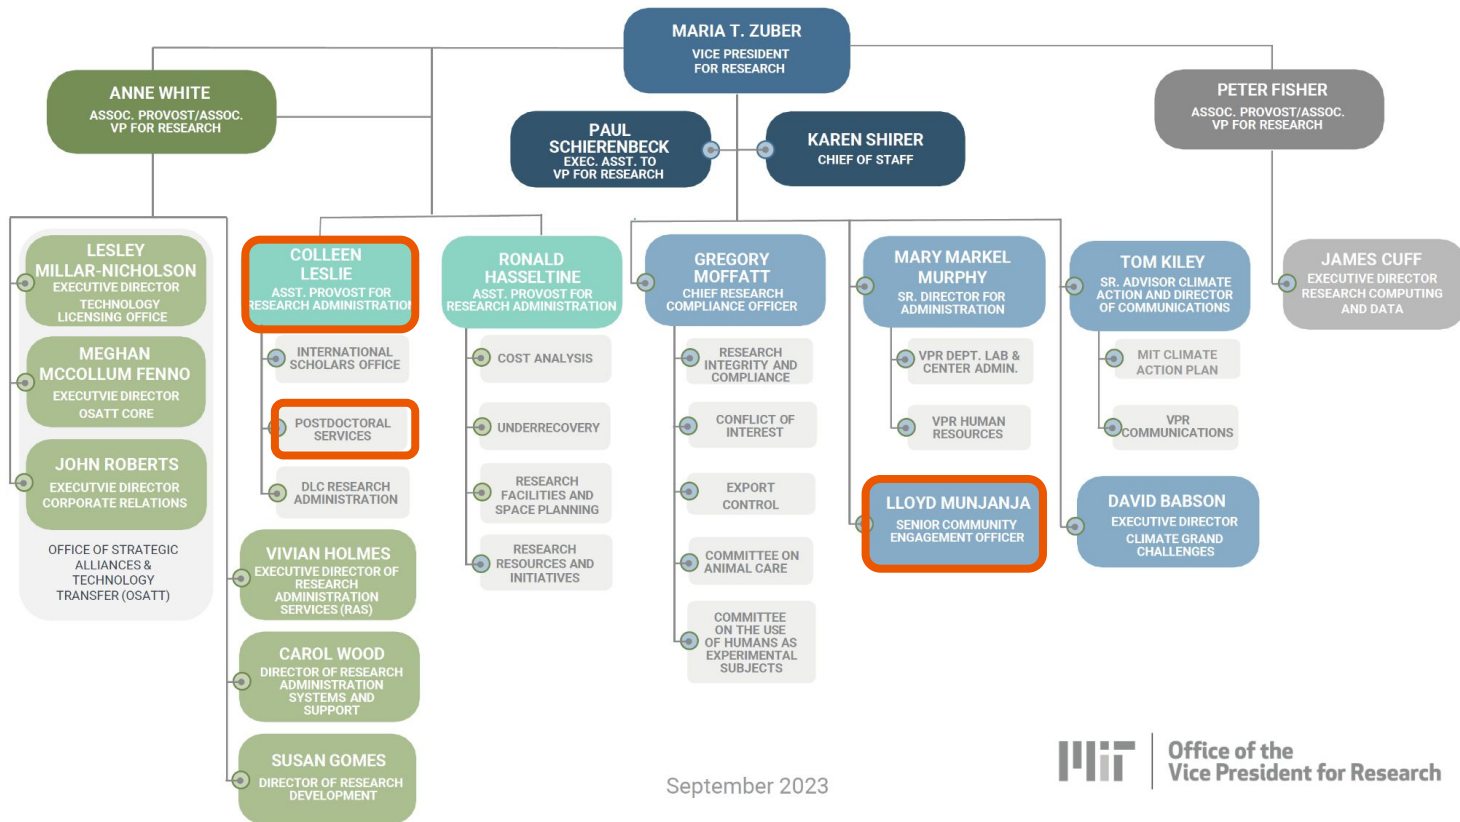 MARIA T. ZUBER
VICE PRESIDENT
FOR RESEARCH
ANNE WHITE
ASSOC. PROVOST/ASSOC.
VP FOR RESEARCH
PETER FISHER
ASSOC. PROVOST/ASSOC.
VP FOR RESEARCH
PAUL
SCHIERENBECK
EXEC. ASST. TO
VP FOR RESEARCH
KAREN SHIRER
CHIEF OF STAFF
LESLEY
MILLAR-NICHOLSON
EXECUTIVE DIRECTOR
TECHNOLOGY
LICENSING OFFICE
MEGHAN
MCCOLLUM FENNO
EXECUTVIE DIRECTOR
OSATT CORE
JOHN ROBERTS
EXECUTVIE DIRECTOR
CORPORATE RELATIONS
OFFICE OF STRATEGIC
ALLIANCES &
TECHNOLOGY
TRANSFER (OSATT)
COLLEEN
LESLIE
ASST. PROVOST FOR
RESEARCH ADMINISTRATION
INTERNATIONAL
SCHOLARS OFFICE
POSTDOCTORAL
SERVICES
DLC RESEARCH
ADMINISTRATION
VIVIAN HOLMES
EXECUTIVE DIRECTOR OF
RESEARCH
ADMINISTRATION
SERVICES (RAS)
CAROL WOOD
DIRECTOR OF RESEARCH
ADMINISTRATION
SYSTEMS AND
SUPPORT
SUSAN GOMES
DIRECTOR OF RESEARCH
DEVELOPMENT
RONALD
HASSELTINE
ASST. PROVOST FOR
RESEARCH ADMINISTRATION
COST ANALYSIS
UNDERRECOVERY
RESEARCH
FACILITIES AND
SPACE PLANNING
RESEARCH
RESOURCES AND
INITIATIVES
GREGORY
MOFFATT
CHIEF RESEARCH
COMPLIANCE OFFICER
RESEARCH
INTEGRITY AND
COMPLIANCE
CONFLICT OF
INTEREST
EXPORT
CONTROL
COMMITTEE ON
ANIMAL CARE
COMMITTEE
ON THE USE
OF HUMANS AS
EXPERIMENTAL
SUBJECTS
MARY MARKEL
MURPHY
SR. DIRECTOR FOR
ADMINISTRATION
VPR DEPT. LAB &
CENTER ADMIN.
VPR HUMAN
RESOURCES
LLOYD MUNJANJA
SENIOR COMMUNITY
ENGAGEMENT OFFICER
TOM KILEY
SR. ADVISOR CLIMATE
ACTION AND DIRECTOR
OF COMMUNICATIONS
MIT CLIMATE
ACTION PLAN
VPR
COMMUNICATIONS
DAVID BABSON
EXECUTIVE DIRECTOR
CLIMATE GRAND
CHALLENGES
JAMES CUFF
EXECUTIVE DIRECTOR
RESEARCH COMPUTING
AND DATA
September 2023
MIT
Office of the
Vice President for Research